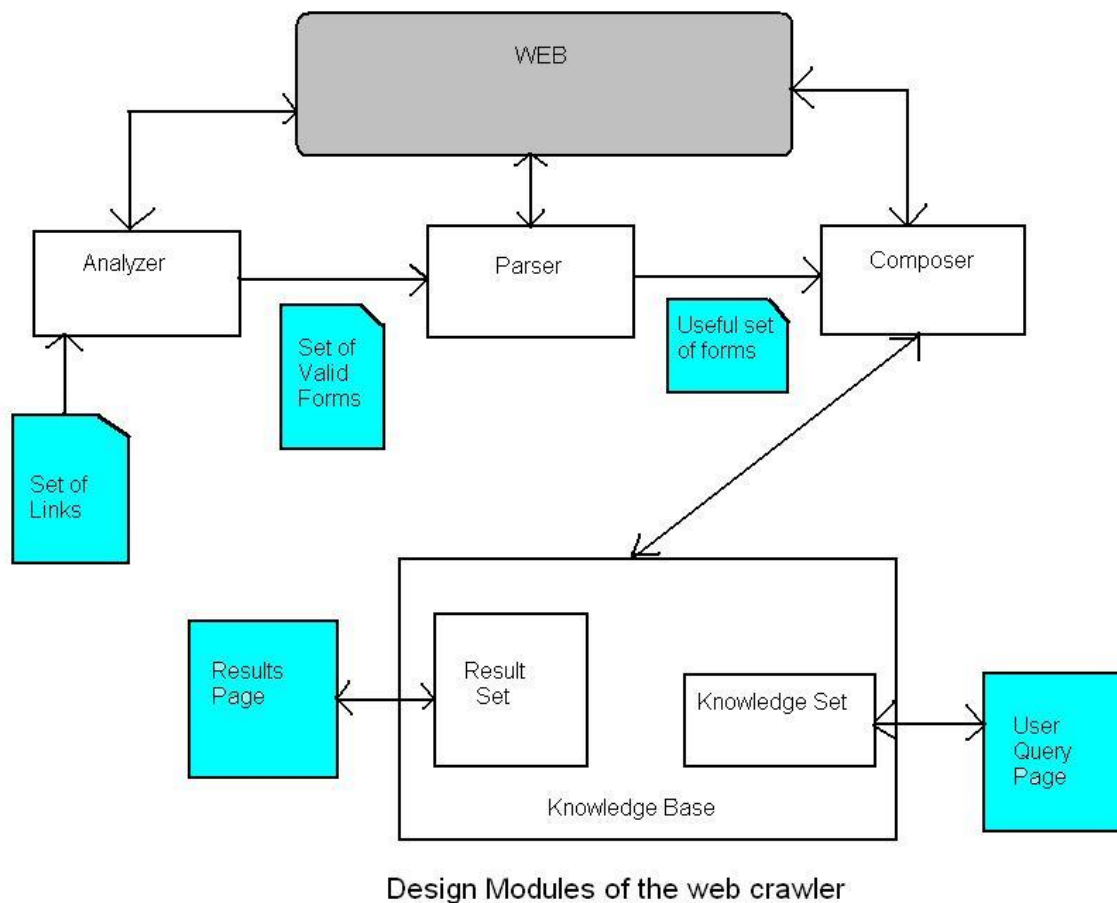 WEB
Analyzer
Parser
Composer
Set of
Valid
Forms
Useful set
of forms
Set of
Links
Results
Page
Result
Set
Knowledge Set
User
Query
Page
Knowledge Base
Design Modules of the web crawler